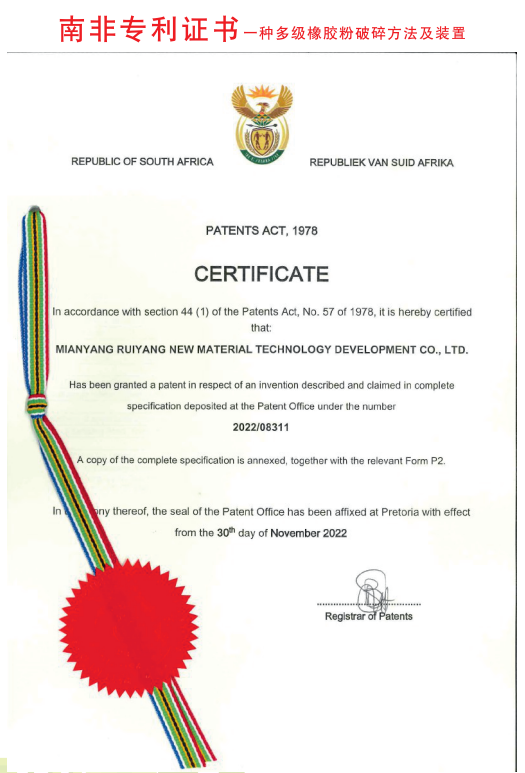 南非专利证书 一种多级橡胶粉破碎方法及装置
REPUBLIC OF SOUTH AFRICA
REPUBLIEK VAN SUID AFRIKA
PATENTS ACT, 1978
CERTIFICATE
In accordance with section 44 (1) of the Patents Act, No. 57 of 1978, it is hereby certified
that:
MIANYANG RUIYANG NEW MATERIAL TECHNOLOGY DEVELOPMENT CO., LTD.
Has been granted a patent in respect of an invention described and claimed in complete
specification deposited at the Patent Office under the number
2022/08311
A copy of the complete specification is annexed, together with the relevant Form P2.
In ny thereof, the seal of the Patent Office has been affixed at Pretoria with effect
from the 30th day of November 2022
Registrar of Patents